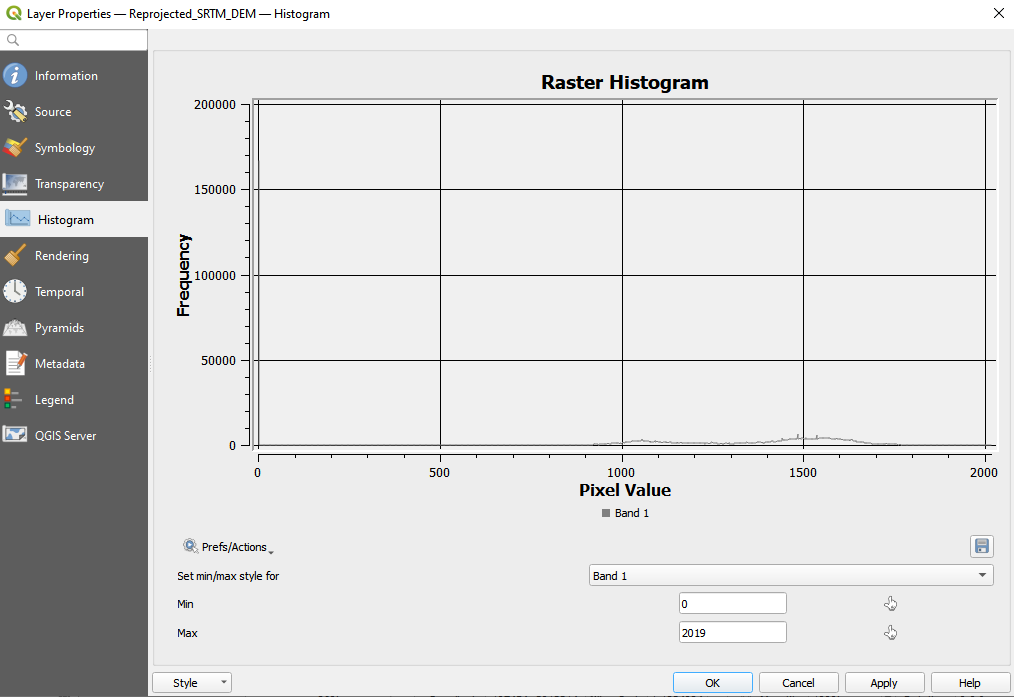 Layer Properties — Reprojected_SRTM_DEM — Histogram
Information
Source
Symbology
Transparency
Histogram
Rendering
Temporal
Pyramids
Metadata
Legend
QGIS Server
Raster Histogram
200000
150000
100000
50000
0
Frequency
0 500 1000 1500 2000
Pixel Value
Band 1
Prefs/Actions
Set min/max style for Band 1
Min 0
Max 2019
Style OK Cancel Apply Help